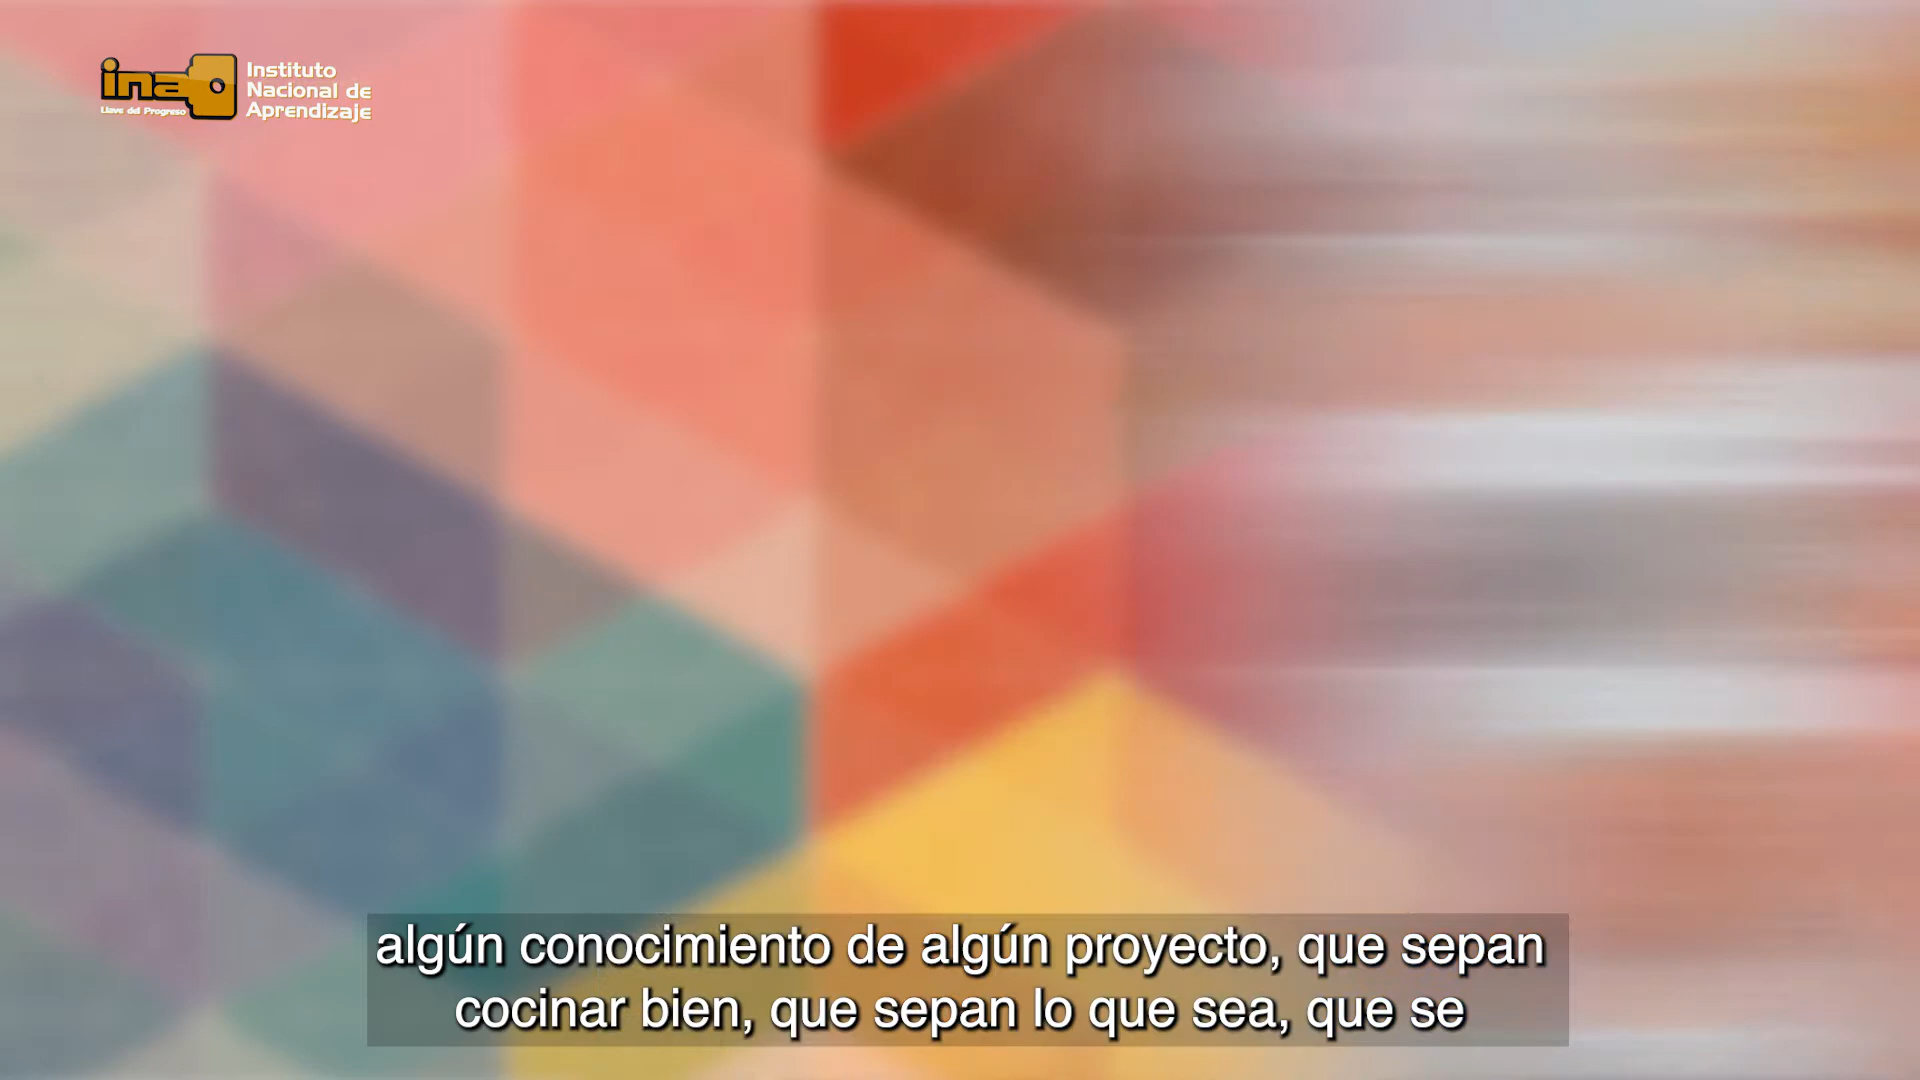 ina
Llave del Progreso
Instituto
Nacional de
Aprendizaje
algún conocimiento de algún proyecto, que sepan
cocinar bien, que sepan lo que sea, que se